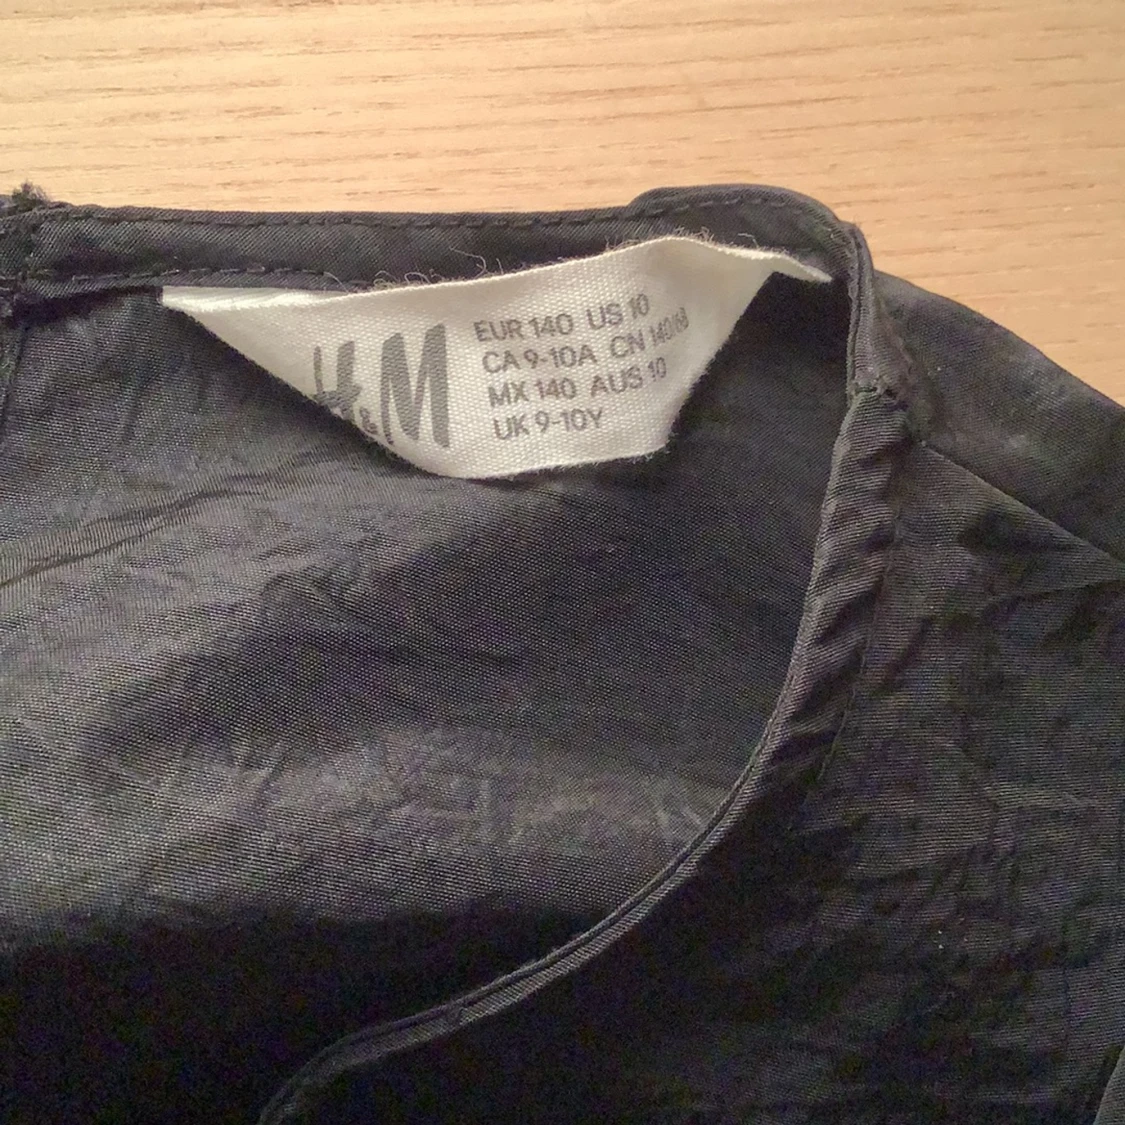 H&M
EUR 140 US 10
CA 9-10A CN 140/68
MX 140 AUS 10
UK 9-10Y